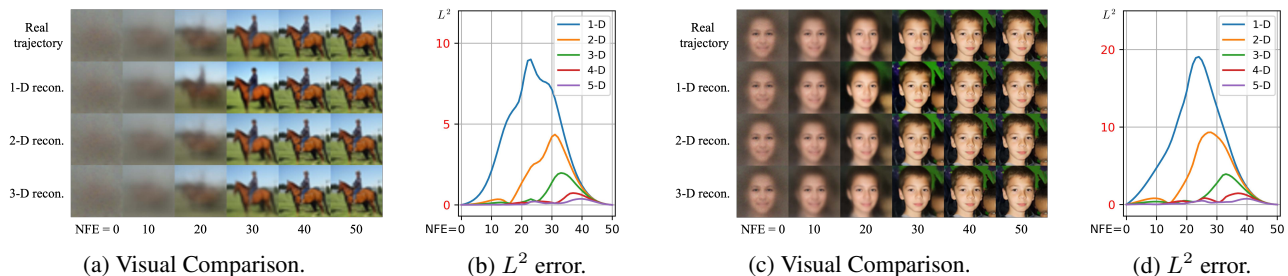 Real
trajectory
1-D recon.
2-D recon.
3-D recon.
NFE = 0 10 20 30 40 50
(a) Visual Comparison.
L²
10
5
0
1-D
2-D
3-D
4-D
5-D
NFE=0 10 20 30 40 50
(b) L² error.
Real
trajectory
1-D recon.
2-D recon.
3-D recon.
NFE = 0 10 20 30 40 50
(c) Visual Comparison.
L²
20
10
0
1-D
2-D
3-D
4-D
5-D
NFE=0 10 20 30 40 50
(d) L² error.